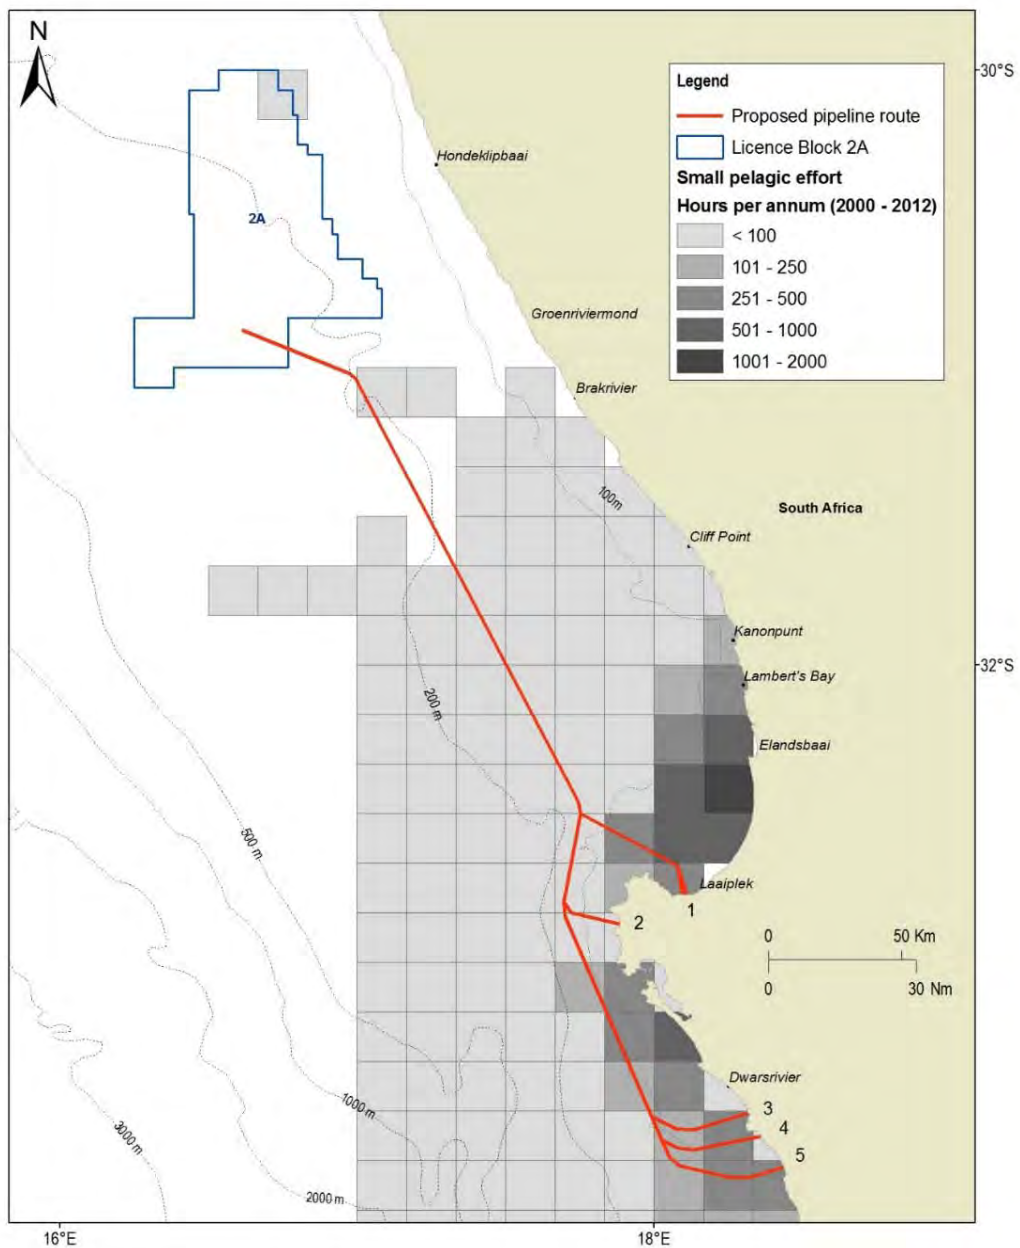 N
30°S
Legend
Proposed pipeline route
Licence Block 2A
Small pelagic effort
Hours per annum (2000 - 2012)
< 100
101 - 250
251 - 500
501 - 1000
1001 - 2000
Hondeklipbaai
2A
Groenriviermond
Brakrivier
100m
South Africa
Cliff Point
Kanonpunt
32°S
Lambert's Bay
200 m
Elandsbaai
500 m
Laaiplek
1
2
0 50 Km
0 30 Nm
Dwarsrivier
1000 m
3
3000 m
4
5
2000 m
16°E
18°E